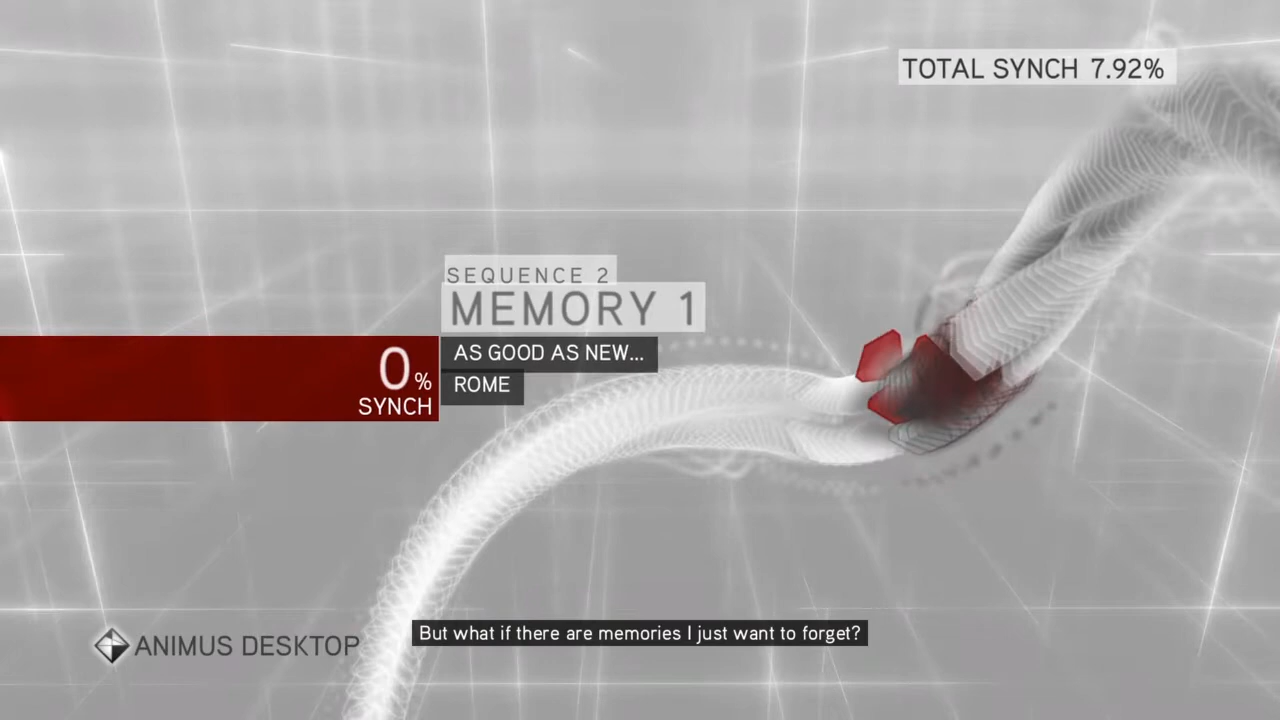 TOTAL SYNCH 7.92%
SEQUENCE 2
MEMORY 1
0%
SYNCH
AS GOOD AS NEW...
ROME
But what if there are memories I just want to forget?
ANIMUS DESKTOP